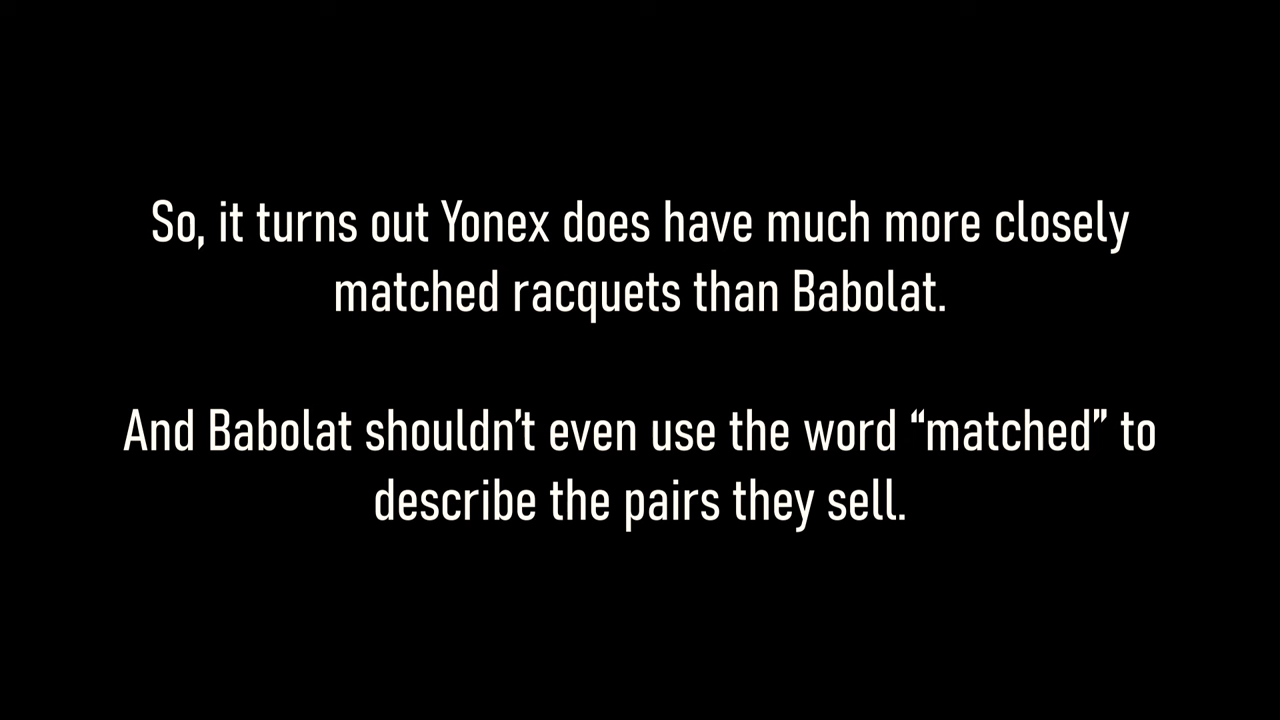 So, it turns out Yonex does have much more closely
matched racquets than Babolat.
And Babolat shouldn’t even use the word “matched” to
describe the pairs they sell.